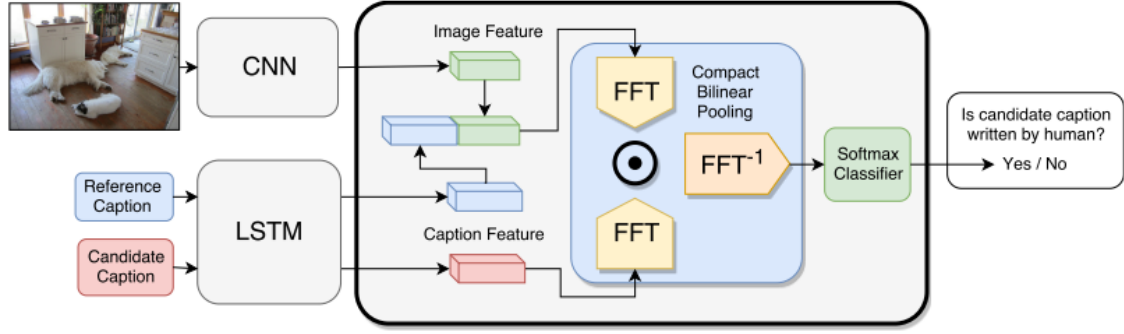 CNN
Reference
Caption
Candidate
Caption
LSTM
Image Feature
Caption Feature
FFT
Compact
Bilinear
Pooling
FFT-1
FFT
Softmax
Classifier
Is candidate caption
written by human?
Yes / No